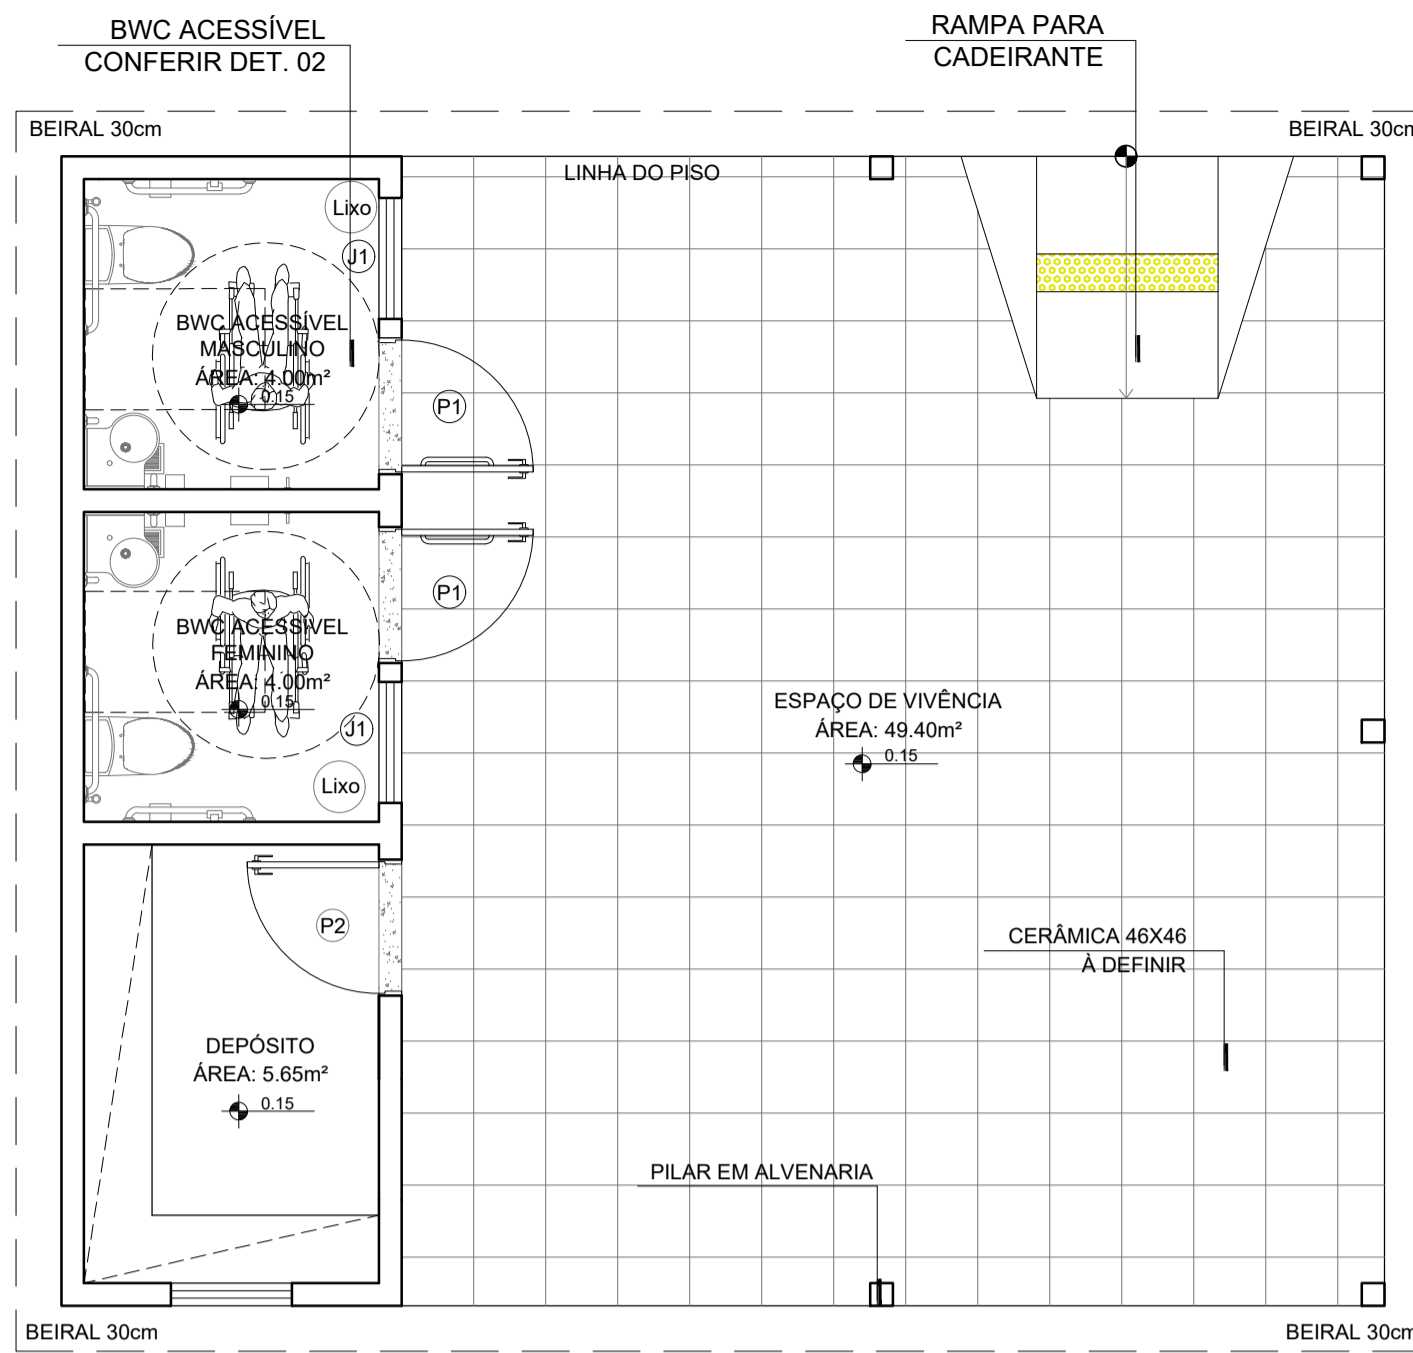 BWC ACESSÍVEL
CONFERIR DET. 02
RAMPA PARA
CADEIRANTE
BEIRAL 30cm
BEIRAL 30cm
LINHA DO PISO
Lixo
J1
BWC ACESSÍVEL
MASCULINO
ÁREA: 4.00m²
0.15
P1
P1
BWC ACESSÍVEL
FEMININO
ÁREA: 4.00m²
0.15
J1
Lixo
ESPAÇO DE VIVÊNCIA
ÁREA: 49.40m²
0.15
P2
CERÂMICA 46X46
À DEFINIR
DEPÓSITO
ÁREA: 5.65m²
0.15
PILAR EM ALVENARIA
BEIRAL 30cm
BEIRAL 30cm